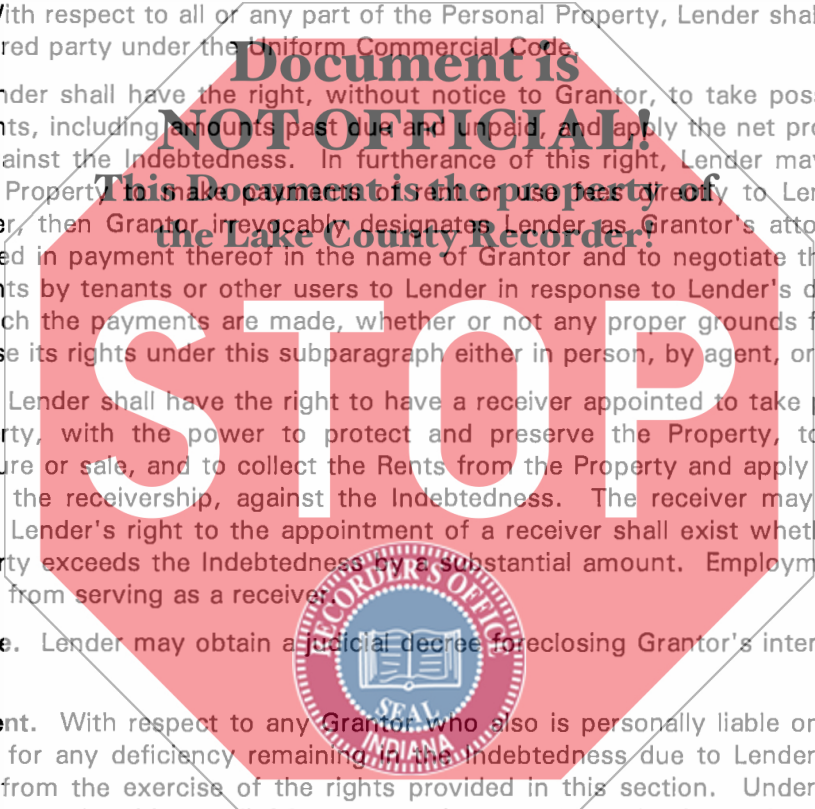 With respect to all or any part of the Personal Property, Lender shal
red party under the Uniform Commercial Code.
Document is
nder shall have the right, without notice to Grantor, to take pos
NOT OFFICIAL!
nts, including amounts past due and unpaid, and apply the net pro
ainst the Indebtedness. In furtherance of this right, Lender may
This Document is the property of
Property to make payments of rent or use fees directly to Len
er, then Grantor irrevocably designates Lender as Grantor's atto
the Lake County Recorder!
ed in payment thereof in the name of Grantor and to negotiate th
nts by tenants or other users to Lender in response to Lender's d
ch the payments are made, whether or not any proper grounds f
se its rights under this subparagraph either in person, by agent, or
STOP
Lender shall have the right to have a receiver appointed to take p
rty, with the power to protect and preserve the Property, to
ure or sale, and to collect the Rents from the Property and apply
the receivership, against the Indebtedness. The receiver may
Lender's right to the appointment of a receiver shall exist wheth
rty exceeds the Indebtedness by a substantial amount. Employm
from serving as a receiver.
RECORDER'S OFFICE
e. Lender may obtain a judicial decree foreclosing Grantor's inter
SEAL
INDIANA
ent. With respect to any Grantor who also is personally liable on
for any deficiency remaining in the Indebtedness due to Lender
from the exercise of the rights provided in this section. Under